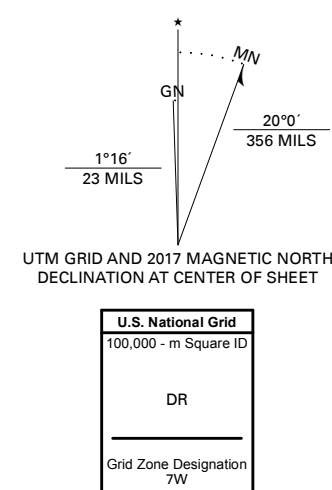 ★
MN
GN
1°16´
23 MILS
20°0´
356 MILS
UTM GRID AND 2017 MAGNETIC NORTH
DECLINATION AT CENTER OF SHEET
U.S. National Grid
100,000 - m Square ID
DR
Grid Zone Designation
7W